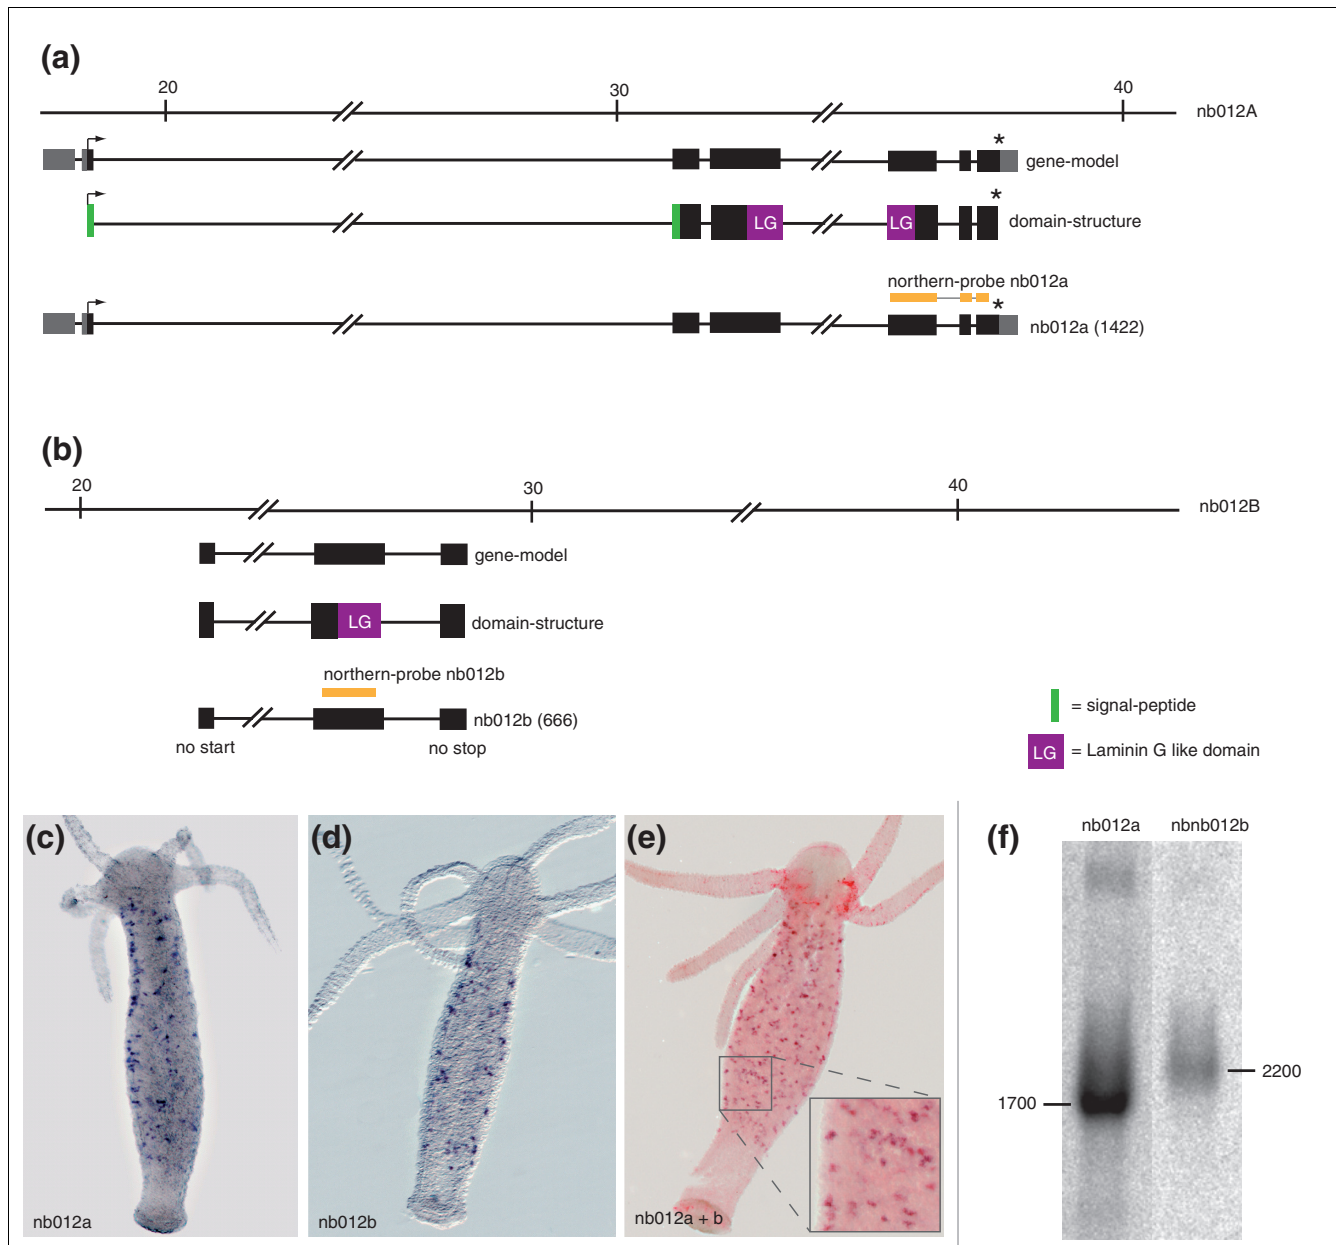 (a)
20 30 40
nb012A
*
gene-model
*
LG LG
domain-structure
northern-probe nb012a
*
nb012a (1422)
(b)
20 30 40
nb012B
gene-model
LG
domain-structure
northern-probe nb012b
nb012b (666)
no start no stop
= signal-peptide
LG = Laminin G like domain
(c)
nb012a
(d)
nb012b
(e)
nb012a + b
(f)
nb012a nbnb012b
2200
1700